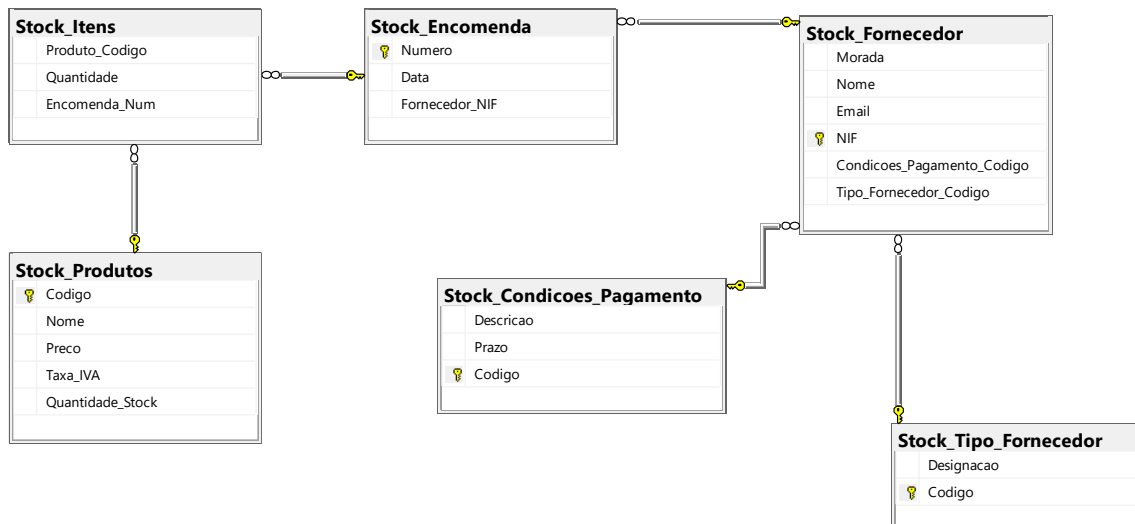 Stock_Itens
Produto_Codigo
Quantidade
Encomenda_Num
Stock_Encomenda
Numero
Data
Fornecedor_NIF
Stock_Fornecedor
Morada
Nome
Email
NIF
Condicoes_Pagamento_Codigo
Tipo_Fornecedor_Codigo
Stock_Produtos
Codigo
Nome
Preco
Taxa_IVA
Quantidade_Stock
Stock_Condicoes_Pagamento
Descricao
Prazo
Codigo
Stock_Tipo_Fornecedor
Designacao
Codigo